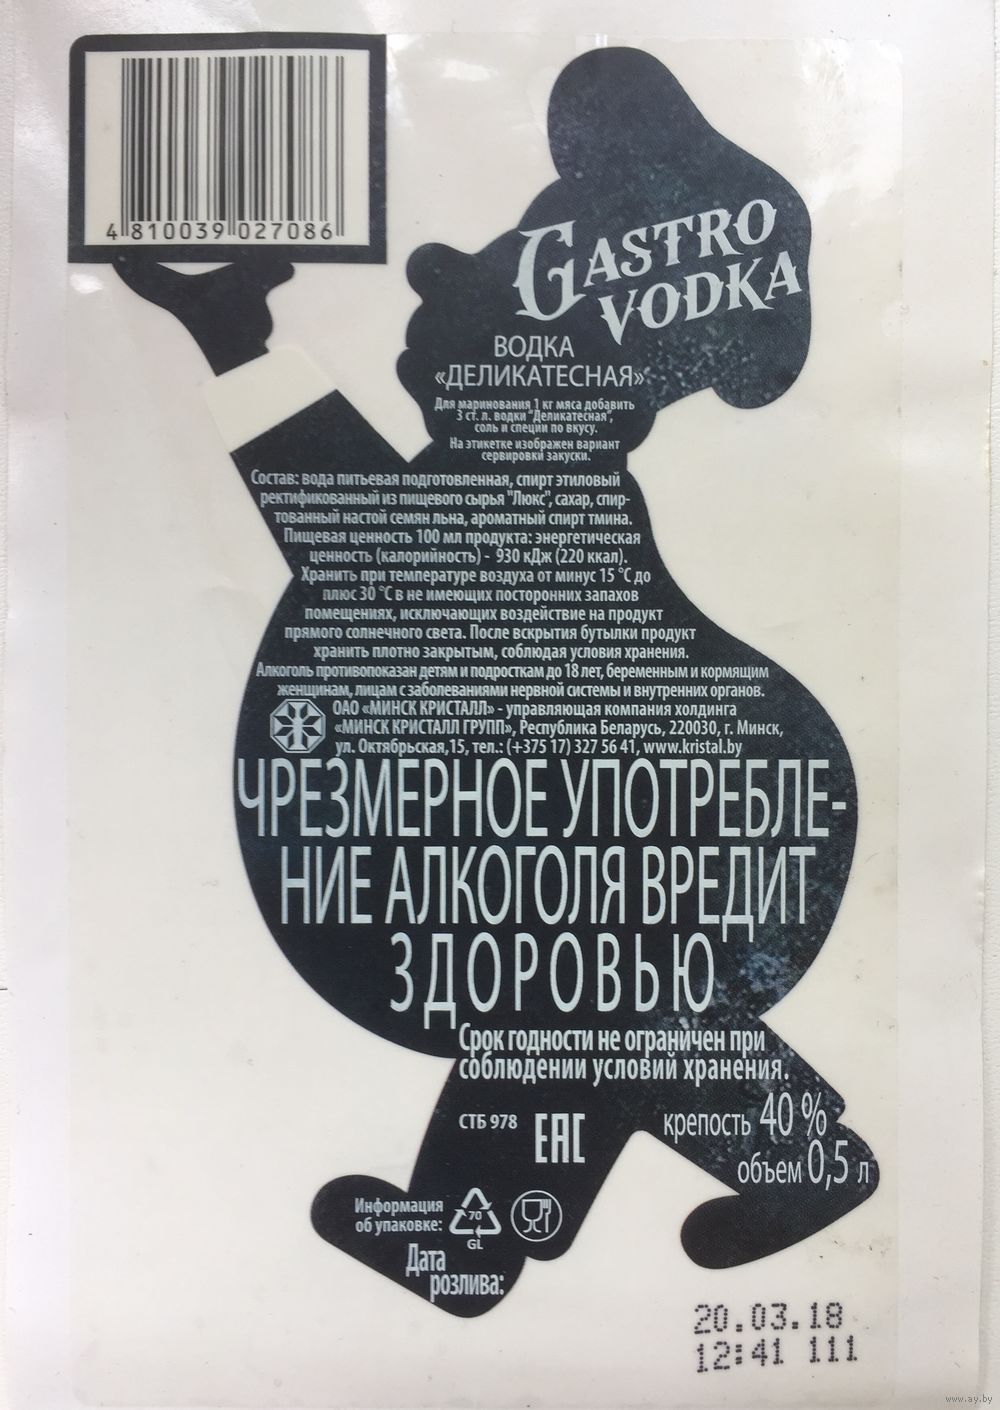 4 810039 027086
GASTRO
VODKA
ВОДКА
«ДЕЛИКАТЕСНАЯ»
Для маринования 1 кг мяса добавить
3 ст. л. водки "Деликатесная",
соль и специи по вкусу.
На этикетке изображен вариант
сервировки закуски.
Состав: вода питьевая подготовленная, спирт этиловый
ректификованный из пищевого сырья "Люкс", сахар, спир-
тованный настой семян льна, ароматный спирт тмина.
Пищевая ценность 100 мл продукта: энергетическая
ценность (калорийность) - 930 кДж (220 ккал).
Хранить при температуре воздуха от минус 15 °С до
плюс 30 °С в не имеющих посторонних запахов
помещениях, исключающих воздействие на продукт
прямого солнечного света. После вскрытия бутылки продукт
хранить плотно закрытым, соблюдая условия хранения.
Алкоголь противопоказан детям и подросткам до 18 лет, беременным и кормящим
женщинам, лицам с заболеваниями нервной системы и внутренних органов.
ОАО «МИНСК КРИСТАЛЛ» - управляющая компания холдинга
«МИНСК КРИСТАЛЛ ГРУПП», Республика Беларусь, 220030, г. Минск,
ул. Октябрьская,15, тел.: (+375 17) 327 56 41, www.kristal.by
ЧРЕЗМЕРНОЕ УПОТРЕБЛЕ-
НИЕ АЛКОГОЛЯ ВРЕДИТ
ЗДОРОВЬЮ
Срок годности не ограничен при
соблюдении условий хранения.
СТБ 978
ЕАС
крепость 40 %
объем 0,5 л
Информация
об упаковке:
70
GL
Дата
розлива:
20.03.18
12:41 111
www.ay.by